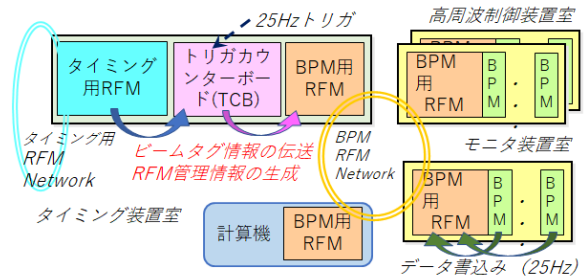 25Hzトリガ
タイミング
用RFM
トリガカウ
ンターボー
ド(TCB)
BPM用
RFM
タイミング用
RFM
Network
ビームタグ情報の伝送
RFM管理情報の生成
BPM
RFM
Network
タイミング装置室
計算機
BPM用
RFM
高周波制御装置室
BPM
用
RFM
B
P
M
B
P
M
モニタ装置室
BPM
用
RFM
B
P
M
B
P
M
データ書込み (25Hz)